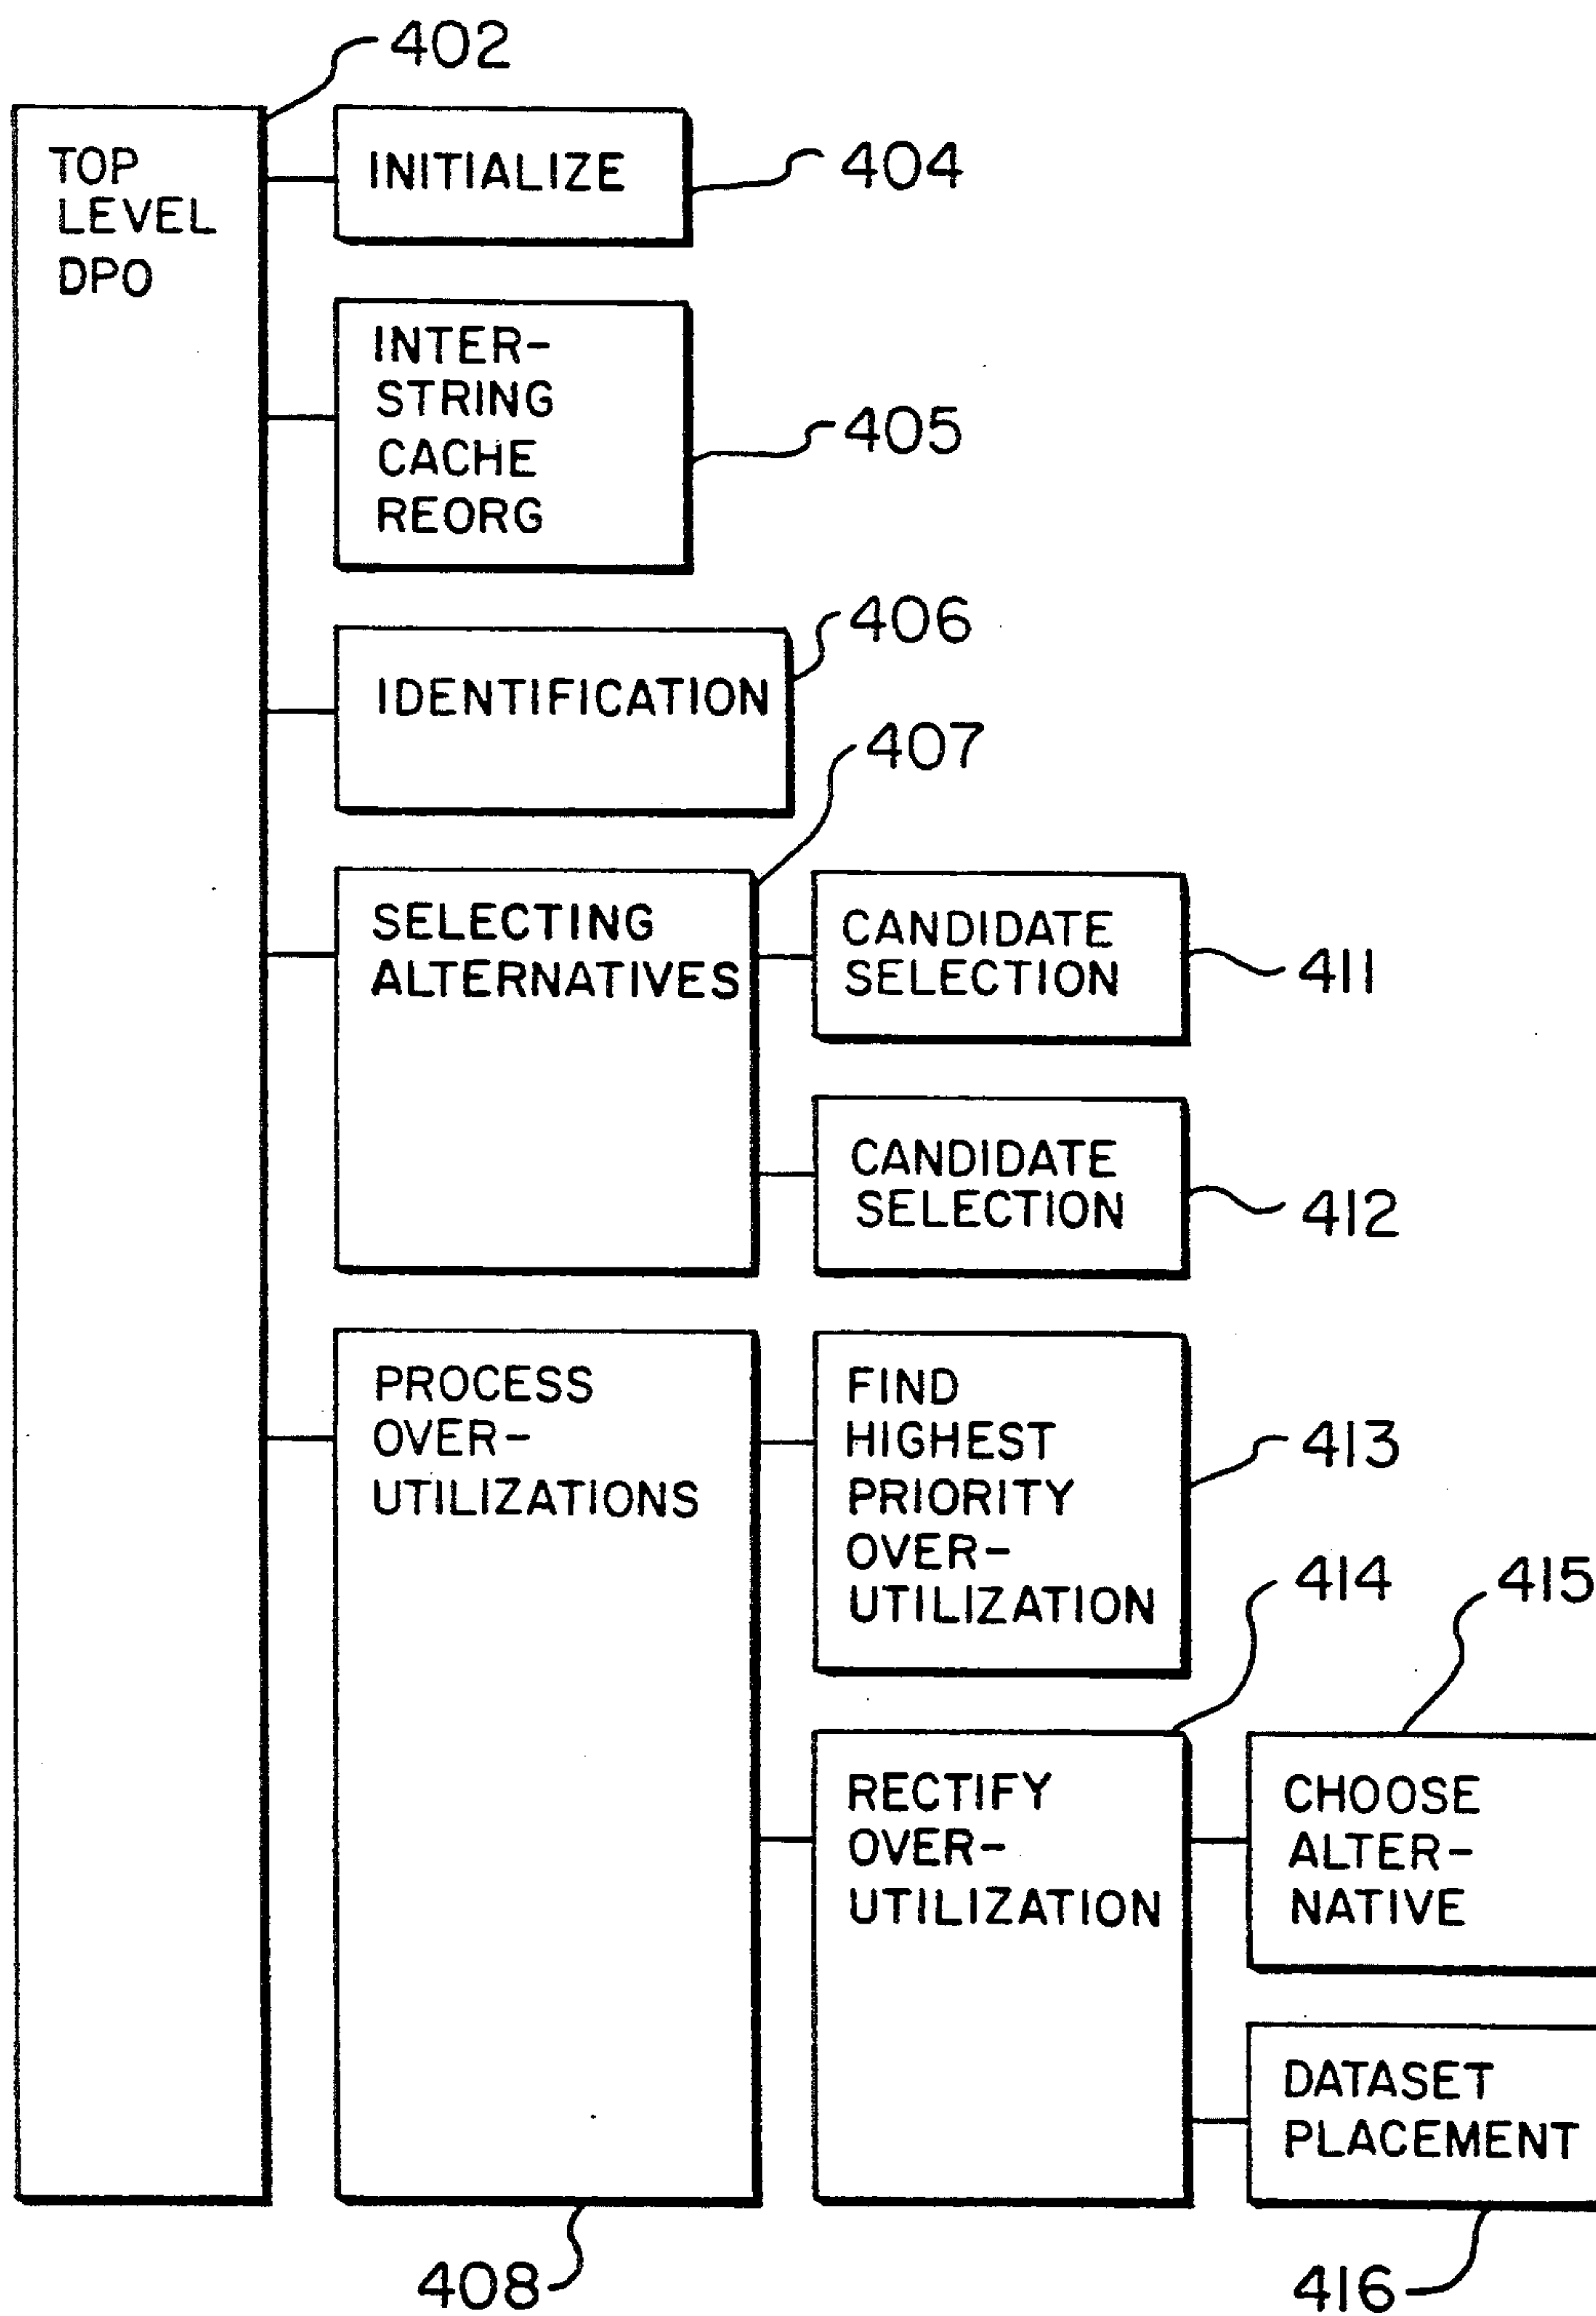 402
TOP
LEVEL
DPO
INITIALIZE
404
INTER-
STRING
CACHE
REORG
405
406
IDENTIFICATION
407
SELECTING
ALTERNATIVES
CANDIDATE
SELECTION
411
CANDIDATE
SELECTION
412
PROCESS
OVER-
UTILIZATIONS
FIND
HIGHEST
PRIORITY
OVER-
UTILIZATION
413
414
415
RECTIFY
OVER-
UTILIZATION
CHOOSE
ALTER-
NATIVE
DATASET
PLACEMENT
408
416